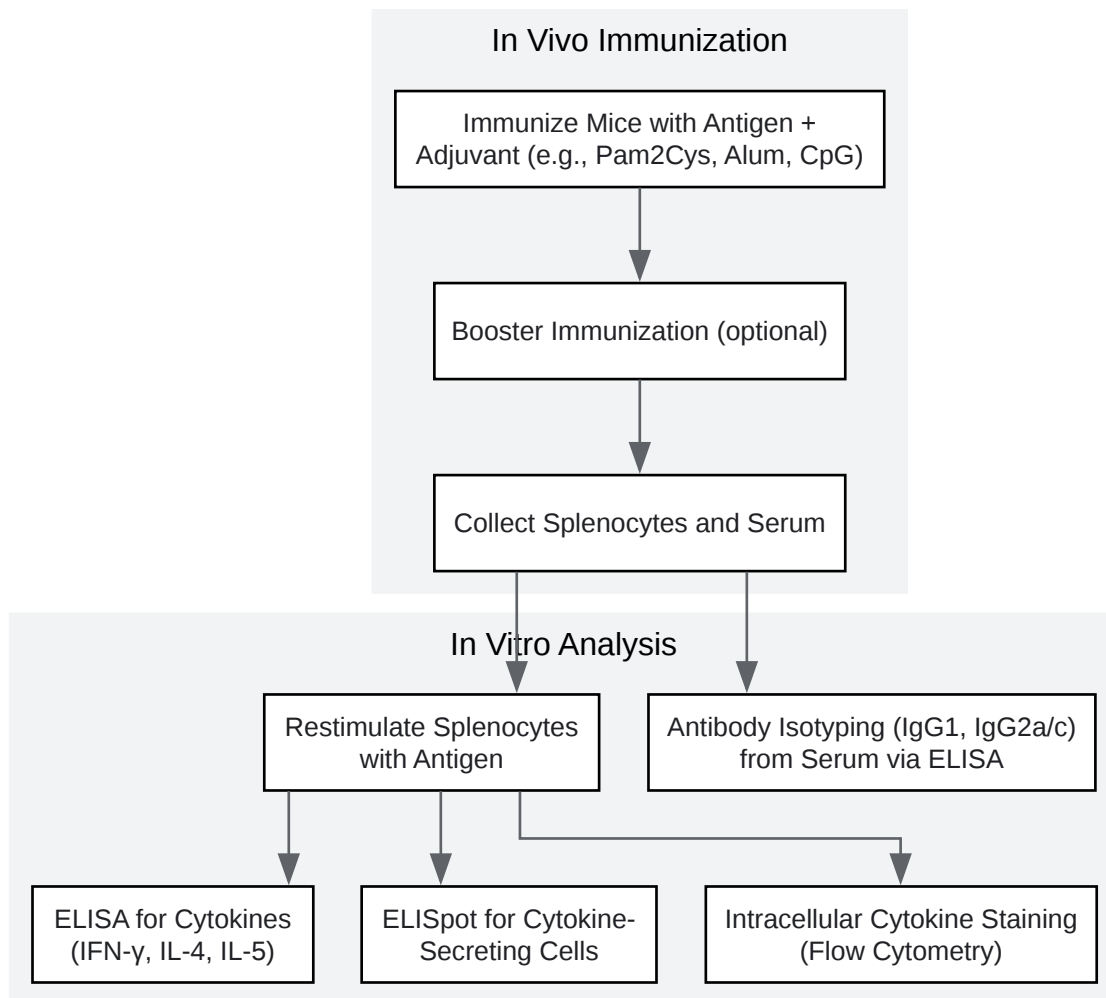 In Vivo Immunization
Immunize Mice with Antigen +
Adjuvant (e.g., Pam2Cys, Alum, CpG)
Booster Immunization (optional)
Collect Splenocytes and Serum
In Vitro Analysis
Restimulate Splenocytes
with Antigen
Antibody Isotyping (IgG1, IgG2a/c)
from Serum via ELISA
ELISA for Cytokines
(IFN-γ, IL-4, IL-5)
ELISpot for Cytokine-
Secreting Cells
Intracellular Cytokine Staining
(Flow Cytometry)